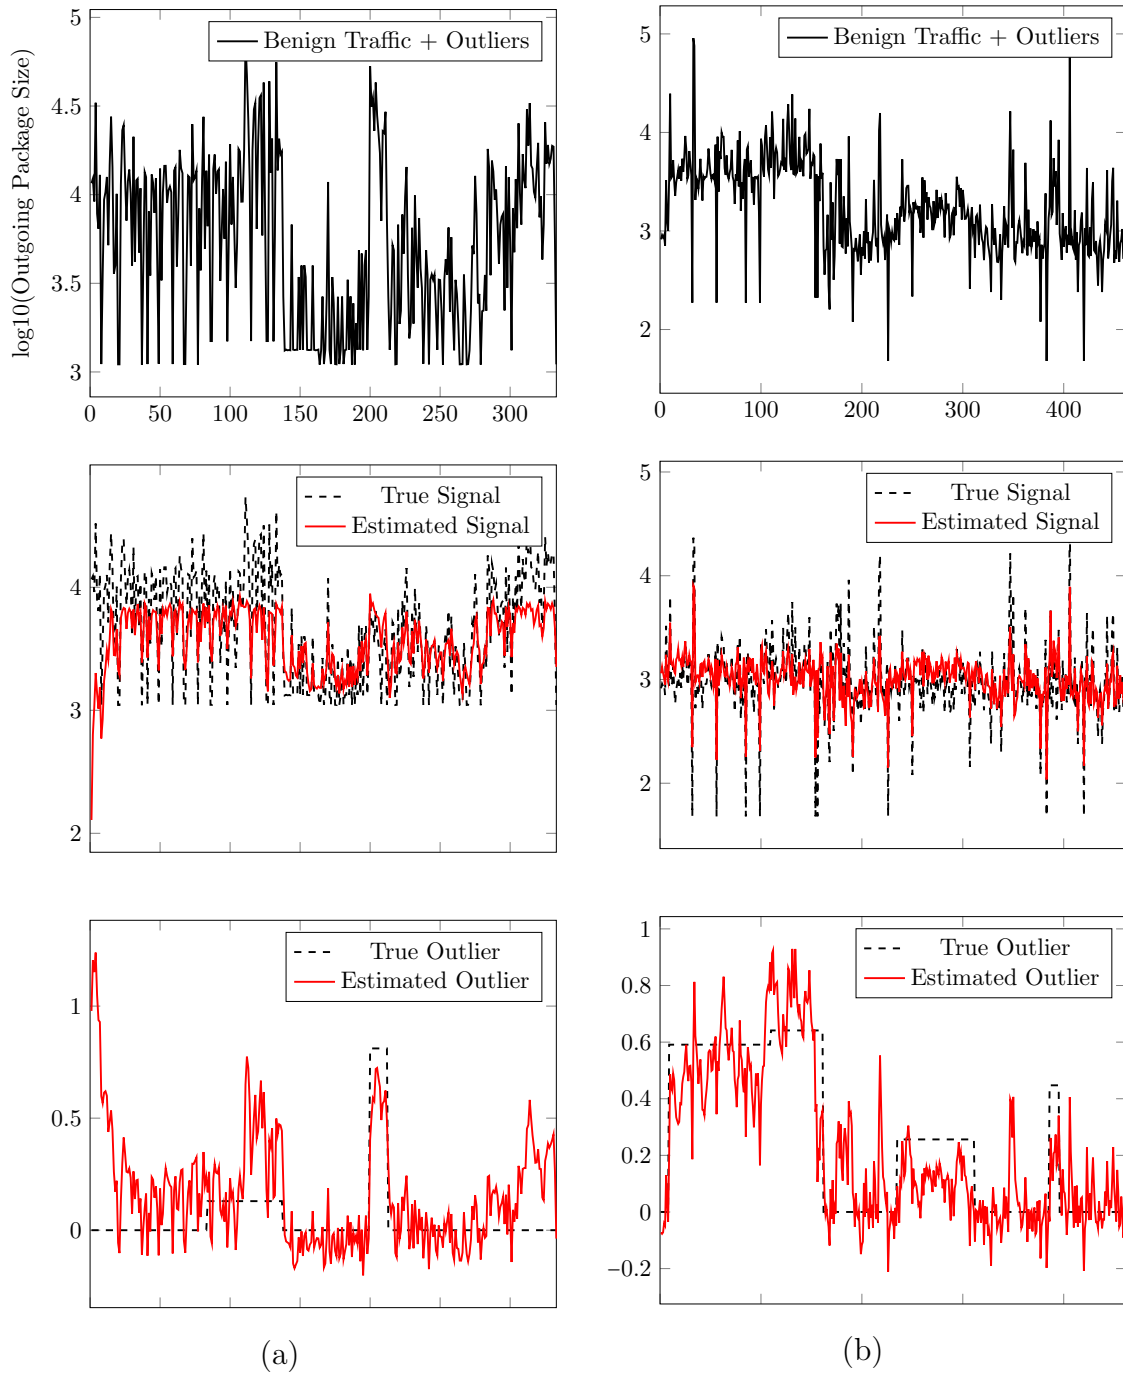 Benign Traffic + Outliers
log10(Outgoing Package Size)
5
4.5
4
3.5
3
0 50 100 150 200 250 300
Benign Traffic + Outliers
5
4
3
2
0 100 200 300 400
True Signal
Estimated Signal
4
3
2
True Signal
Estimated Signal
5
4
3
2
True Outlier
Estimated Outlier
1
0.5
0
True Outlier
Estimated Outlier
1
0.8
0.6
0.4
0.2
0
−0.2
(a)
(b)